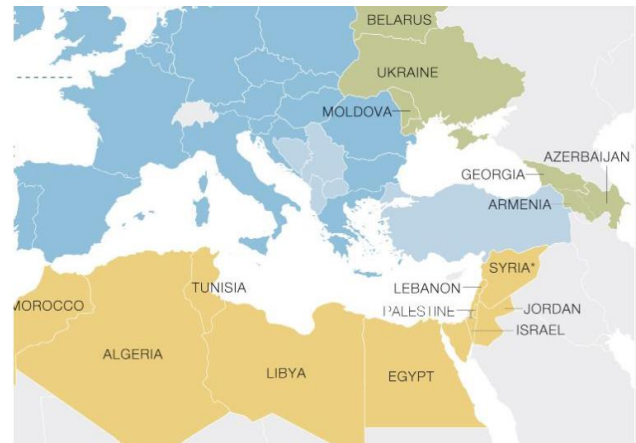 BELARUS
UKRAINE
MOLDOVA
AZERBAIJAN
GEORGIA
ARMENIA
SYRIA*
LEBANON
TUNISIA
MOROCCO
PALESTINE
JORDAN
ISRAEL
ALGERIA
LIBYA
EGYPT